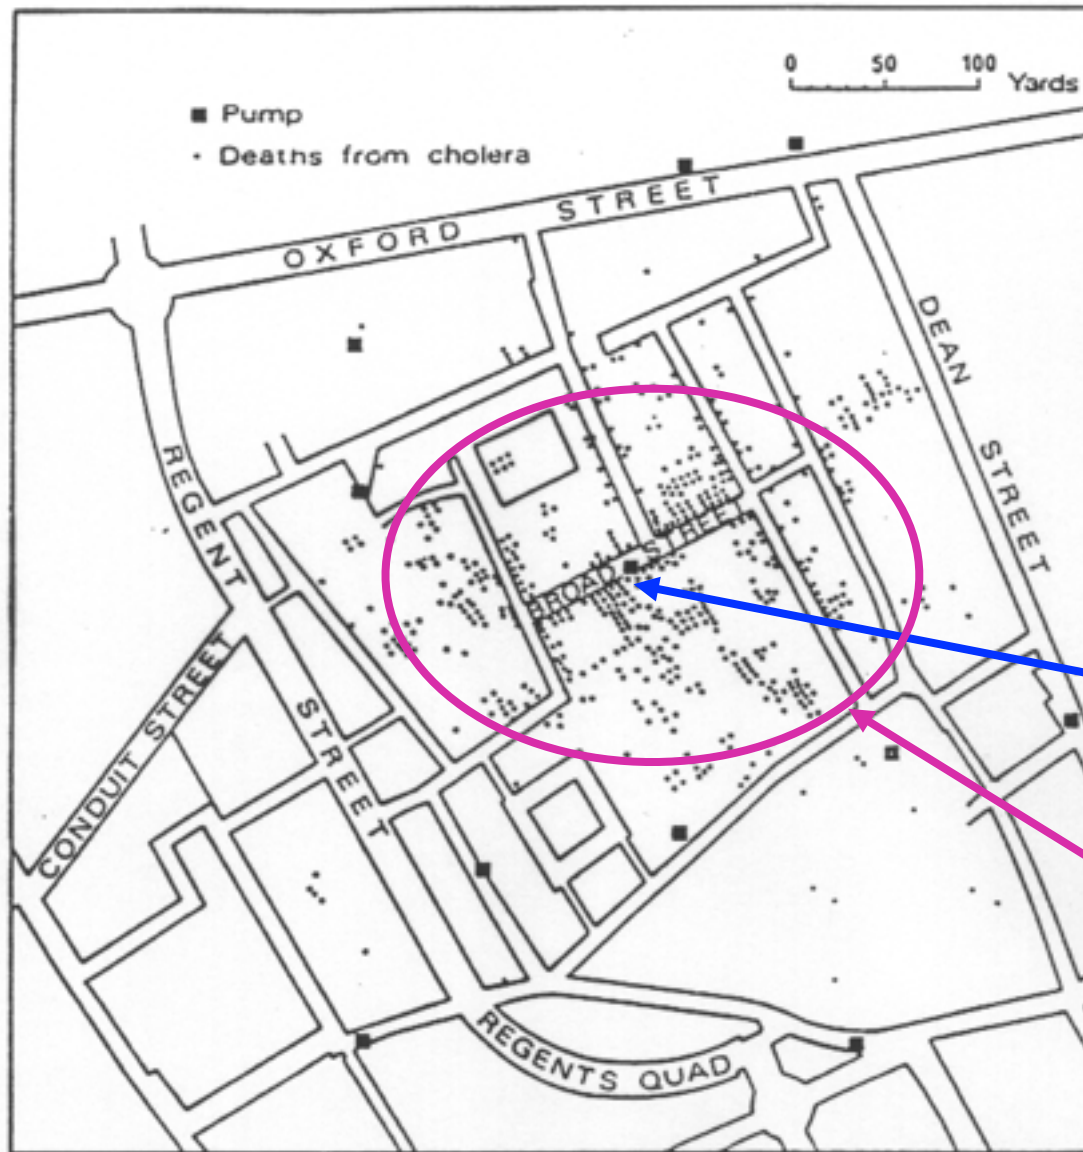 0 50 100
Yards
Pump
Deaths from cholera
OXFORD STREET
DEAN STREET
REGENT STREET
BROAD STREET
CONDUIT STREET
REGENTS QUAD